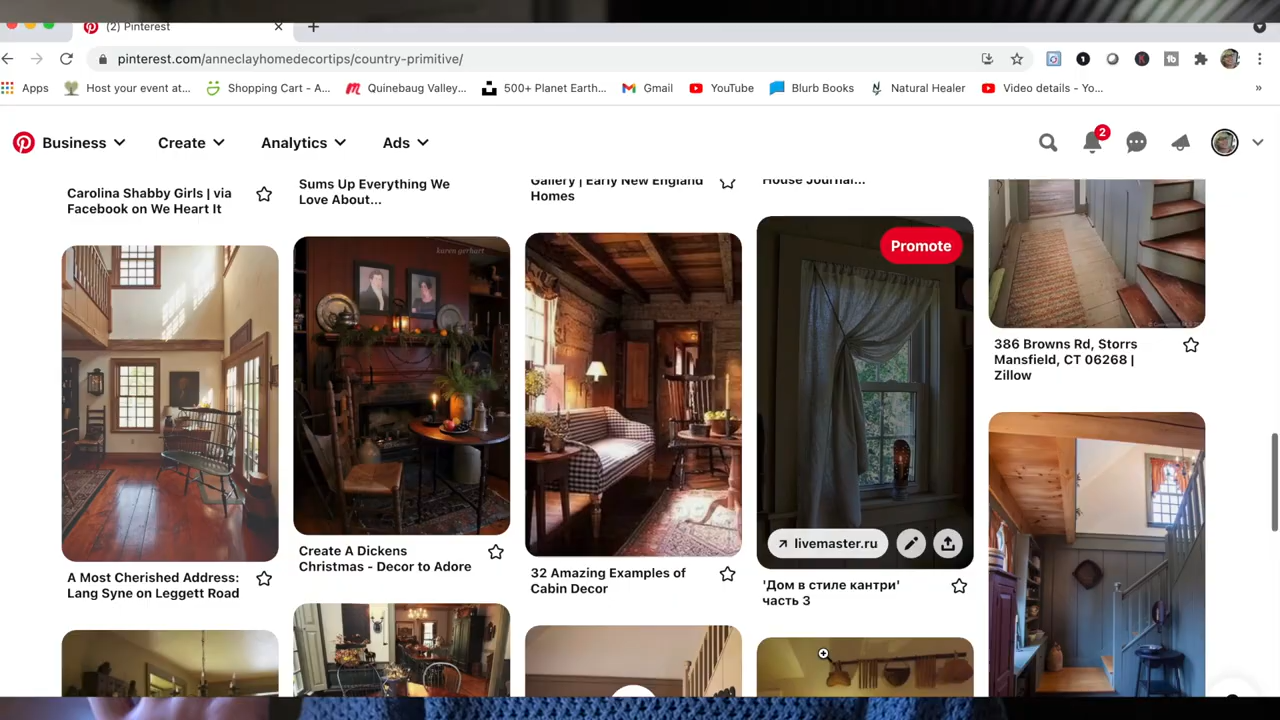 (2) Pinterest
pinterest.com/anneclayhomedecortips/country-primitive/
Apps
Host your event at...
Shopping Cart - A...
Quinebaug Valley...
500+ Planet Earth...
Gmail
YouTube
Blurb Books
Natural Healer
Video details - Yo...
»
Business
Create
Analytics
Ads
2
Carolina Shabby Girls | via
Facebook on We Heart It
Sums Up Everything We
Love About...
Gallery | Early New England
Homes
House Journal...
386 Browns Rd, Storrs
Mansfield, CT 06268 |
Zillow
A Most Cherished Address:
Lang Syne on Leggett Road
karen gerhart
Create A Dickens
Christmas - Decor to Adore
32 Amazing Examples of
Cabin Decor
Promote
livemaster.ru
'Дом в стиле кантри'
часть 3